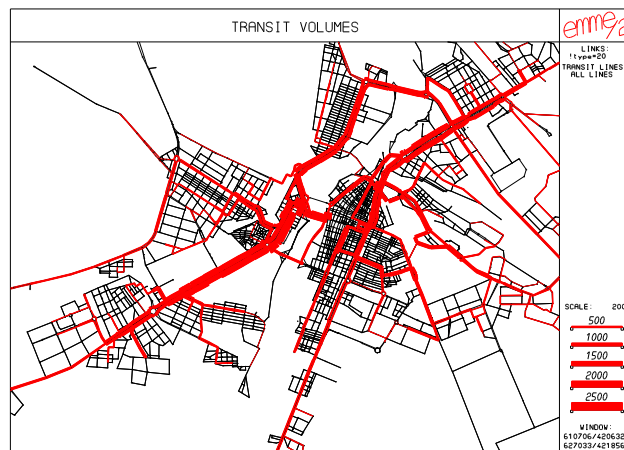 TRANSIT VOLUMES
emme/2
LINKS:
!type=20
TRANSIT LINES
ALL LINES
SCALE: 200
500
1000
1500
2000
2500
WINDOW:
610706/420632
627033/421856